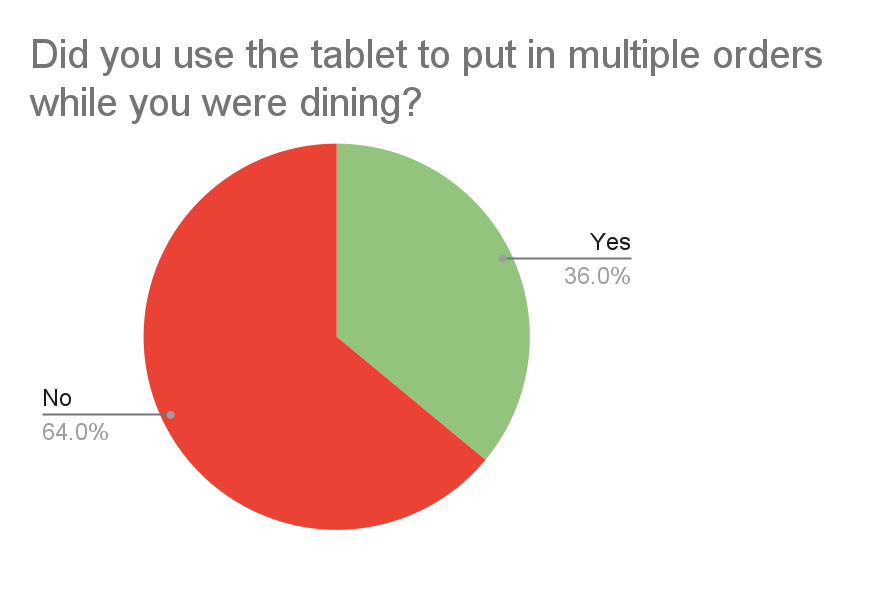 Did you use the tablet to put in multiple orders
while you were dining?
Yes
36.0%
No
64.0%